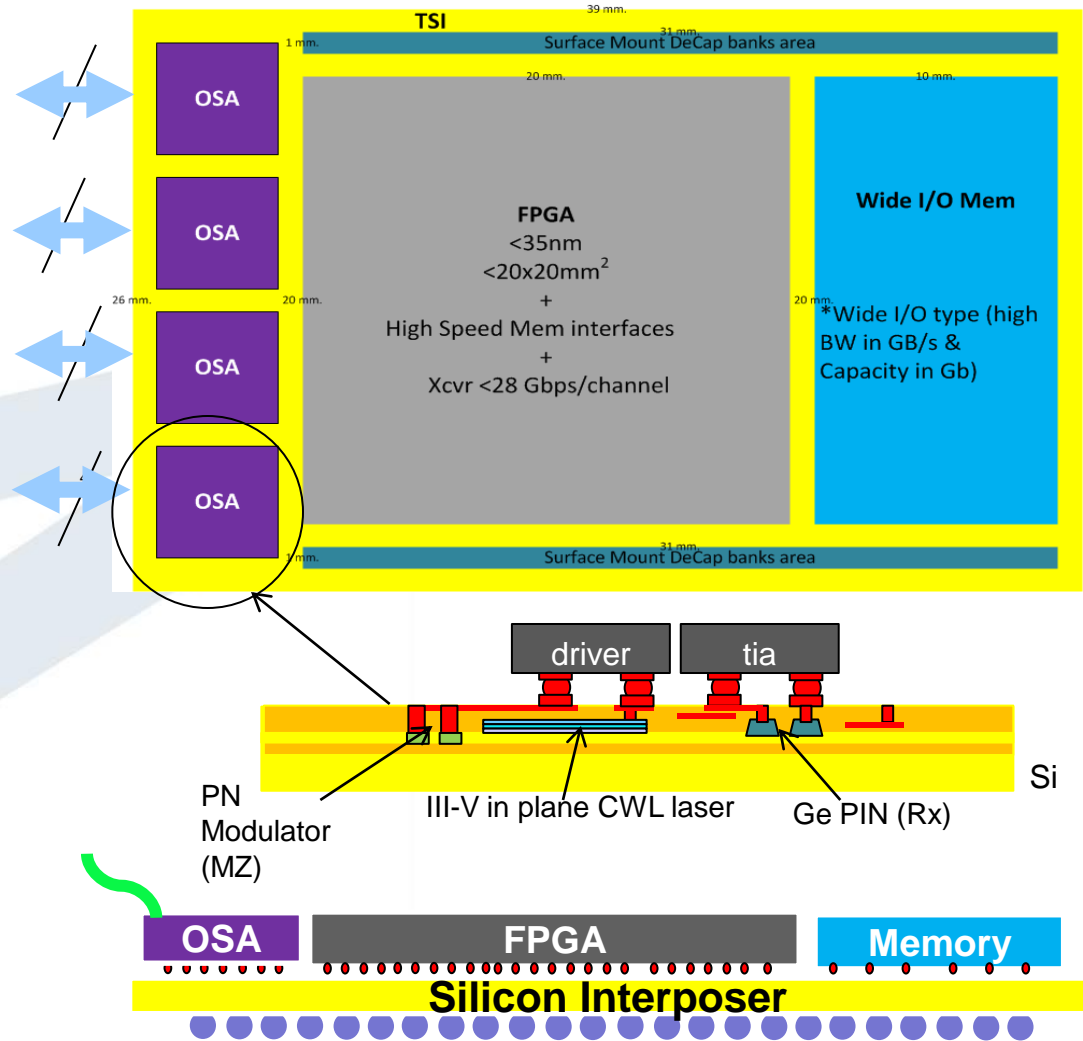 39 mm.
TSI
31 mm.
1 mm.
Surface Mount DeCap banks area
20 mm.
10 mm.
OSA
OSA
OSA
OSA
FPGA
<35nm
<20x20mm²
+
High Speed Mem interfaces
+
Xcvr <28 Gbps/channel
Wide I/O Mem
*Wide I/O type (high
BW in GB/s &
Capacity in Gb)
26 mm.
20 mm.
20 mm.
31 mm.
1 mm.
Surface Mount DeCap banks area
driver
tia
Si
PN
Modulator
(MZ)
III-V in plane CWL laser
Ge PIN (Rx)
OSA
FPGA
Memory
Silicon Interposer